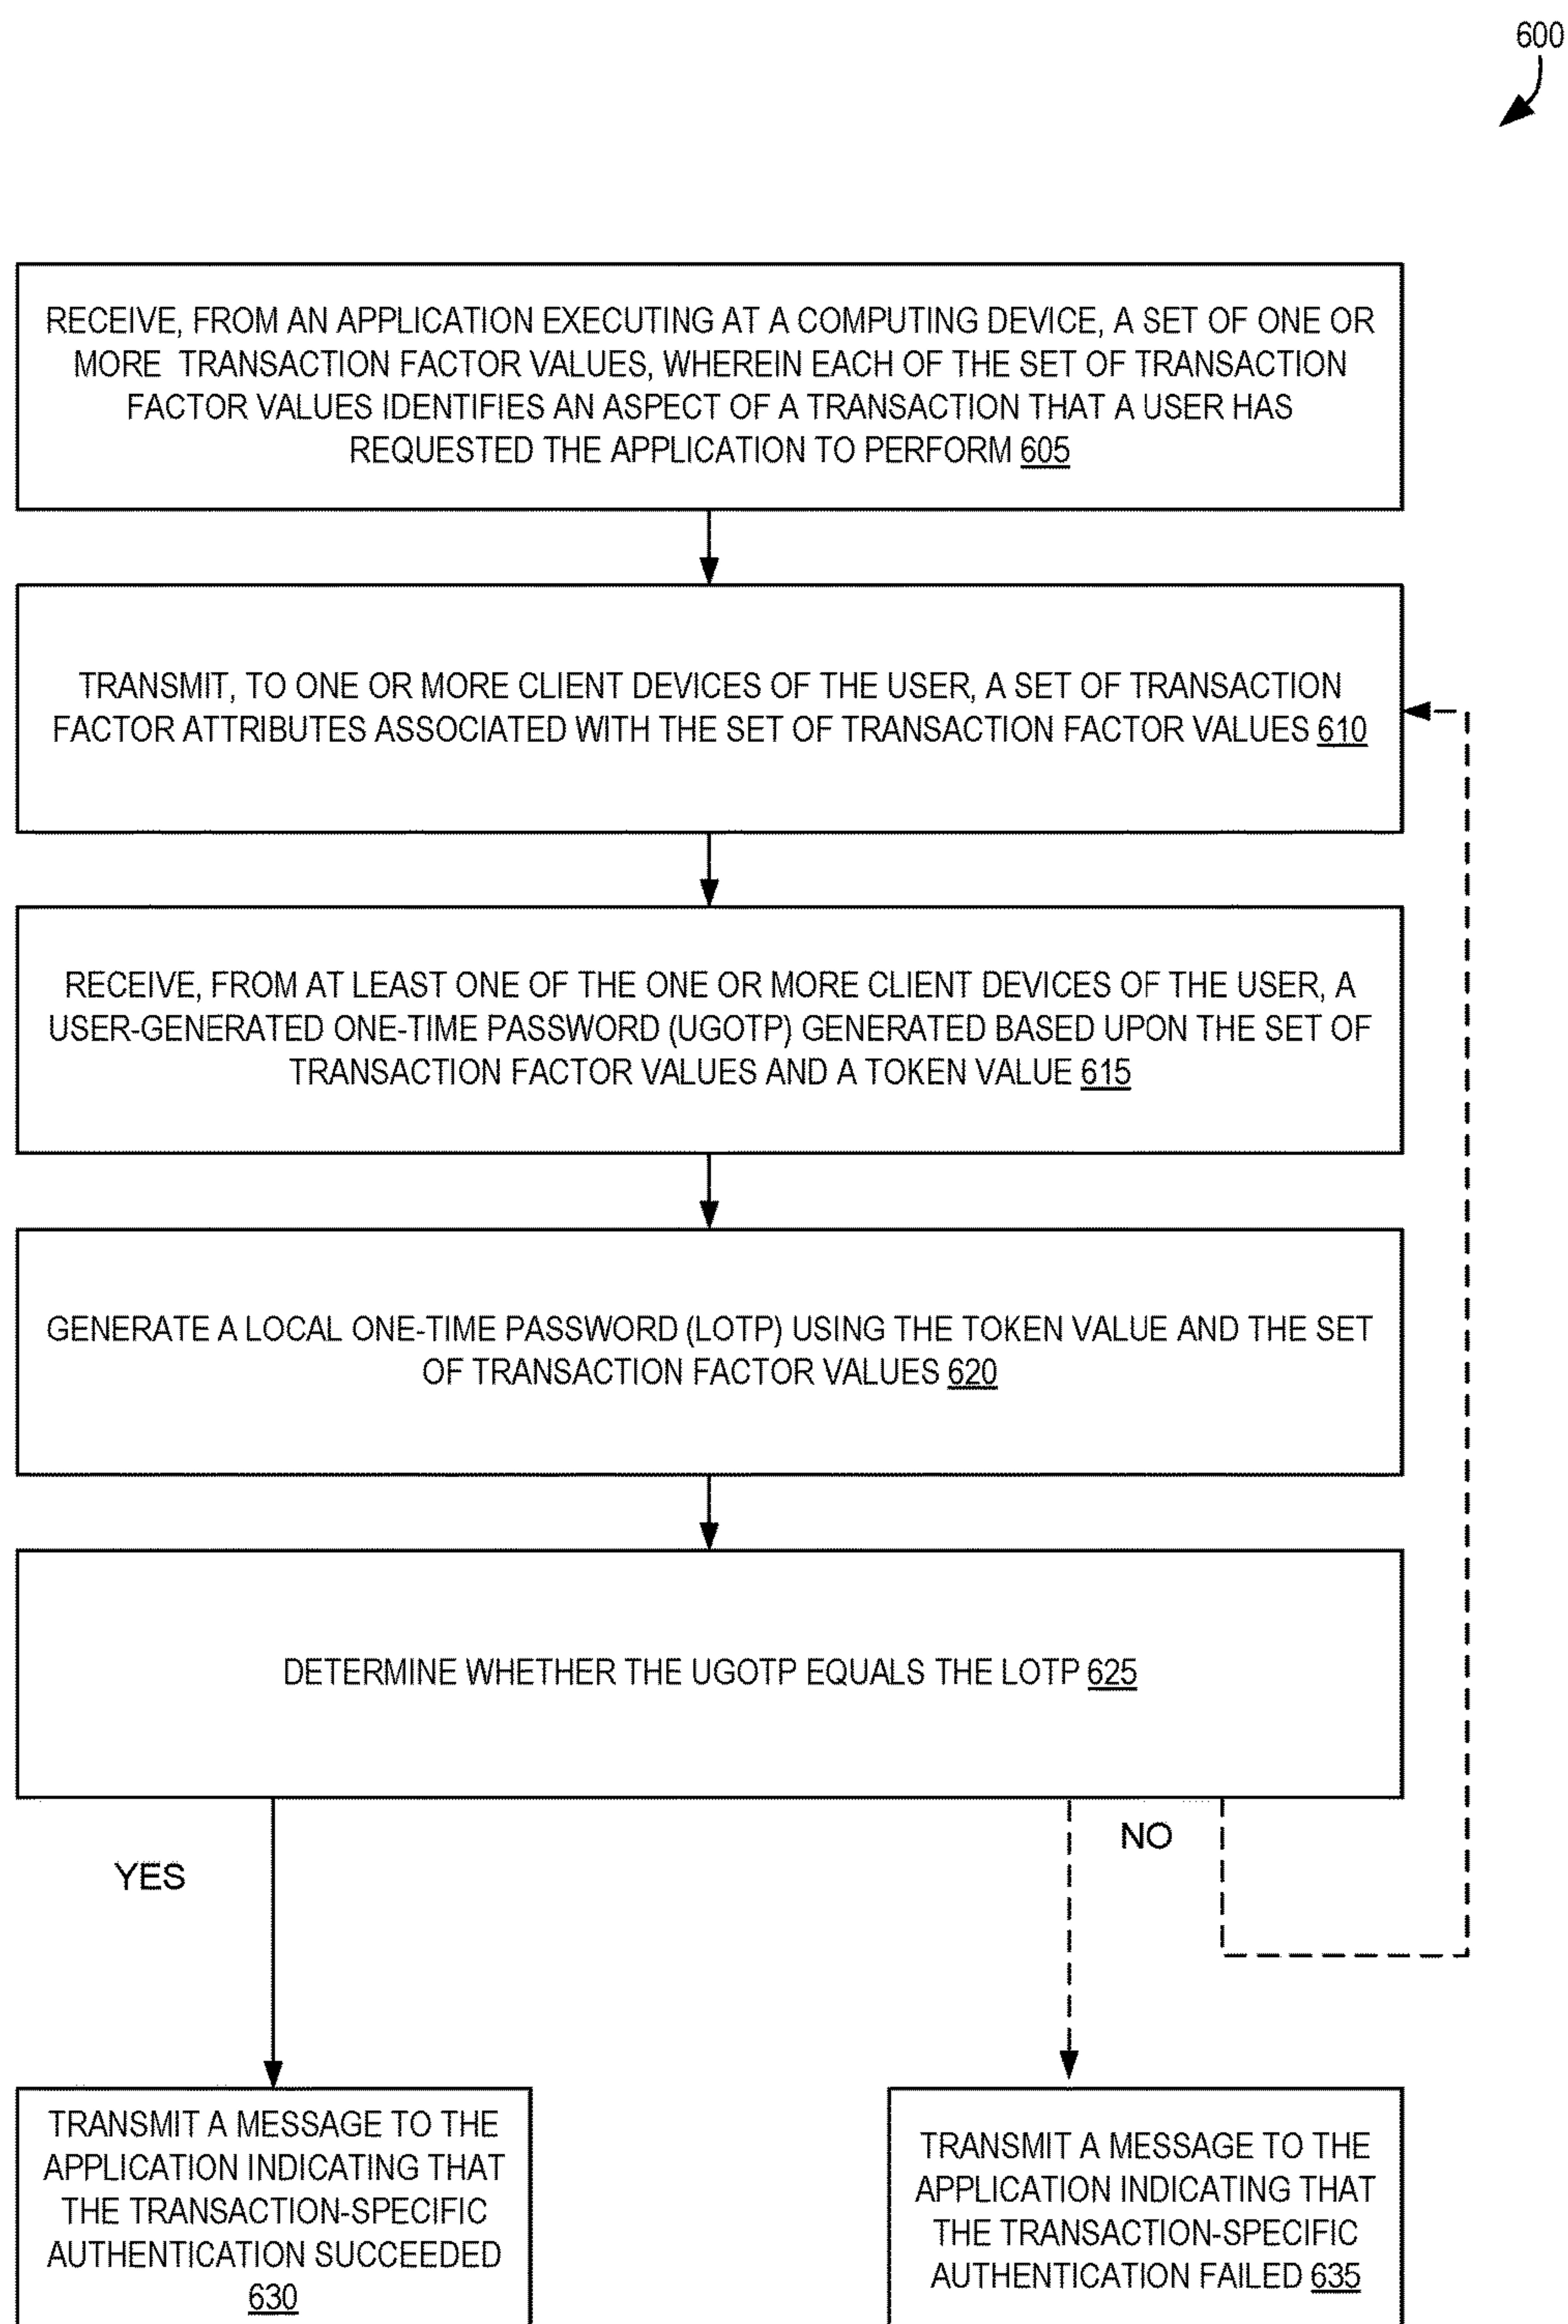 600
RECEIVE, FROM AN APPLICATION EXECUTING AT A COMPUTING DEVICE, A SET OF ONE OR
MORE TRANSACTION FACTOR VALUES, WHEREIN EACH OF THE SET OF TRANSACTION
FACTOR VALUES IDENTIFIES AN ASPECT OF A TRANSACTION THAT A USER HAS
REQUESTED THE APPLICATION TO PERFORM 605
TRANSMIT, TO ONE OR MORE CLIENT DEVICES OF THE USER, A SET OF TRANSACTION
FACTOR ATTRIBUTES ASSOCIATED WITH THE SET OF TRANSACTION FACTOR VALUES 610
RECEIVE, FROM AT LEAST ONE OF THE ONE OR MORE CLIENT DEVICES OF THE USER, A
USER-GENERATED ONE-TIME PASSWORD (UGOTP) GENERATED BASED UPON THE SET OF
TRANSACTION FACTOR VALUES AND A TOKEN VALUE 615
GENERATE A LOCAL ONE-TIME PASSWORD (LOTP) USING THE TOKEN VALUE AND THE SET
OF TRANSACTION FACTOR VALUES 620
DETERMINE WHETHER THE UGOTP EQUALS THE LOTP 625
YES
NO
TRANSMIT A MESSAGE TO THE
APPLICATION INDICATING THAT
THE TRANSACTION-SPECIFIC
AUTHENTICATION SUCCEEDED
630
TRANSMIT A MESSAGE TO THE
APPLICATION INDICATING THAT
THE TRANSACTION-SPECIFIC
AUTHENTICATION FAILED 635